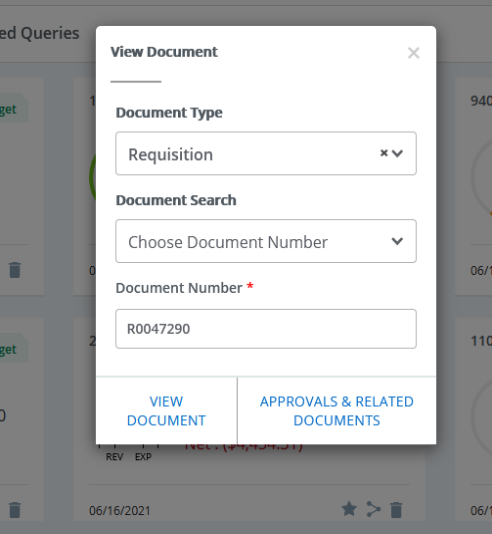 ed Queries
View Document
×
get
1
940
Document Type
Requisition
×
Document Search
Choose Document Number
0
06/1
Document Number *
R0047290
get
2
110
0
VIEW
DOCUMENT
APPROVALS & RELATED
DOCUMENTS
REV EXP
Net : ($4,454.51)
06/16/2021
06/1